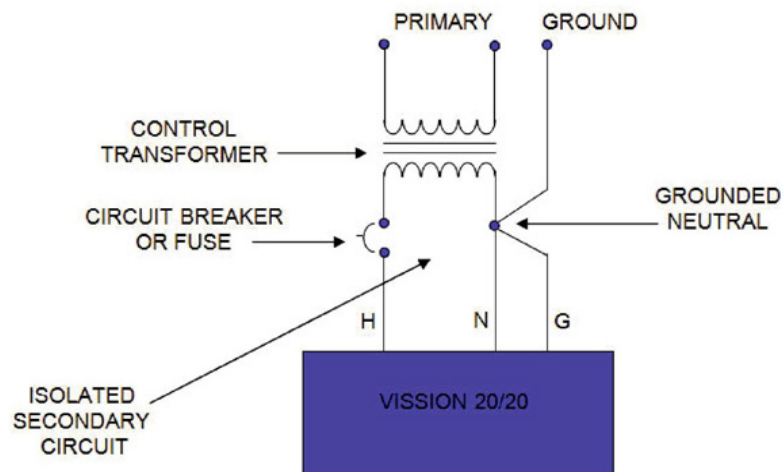 PRIMARY
GROUND
CONTROL
TRANSFORMER
CIRCUIT BREAKER
OR FUSE
GROUNDED
NEUTRAL
H
N
G
ISOLATED
SECONDARY
CIRCUIT
VISSION 20/20